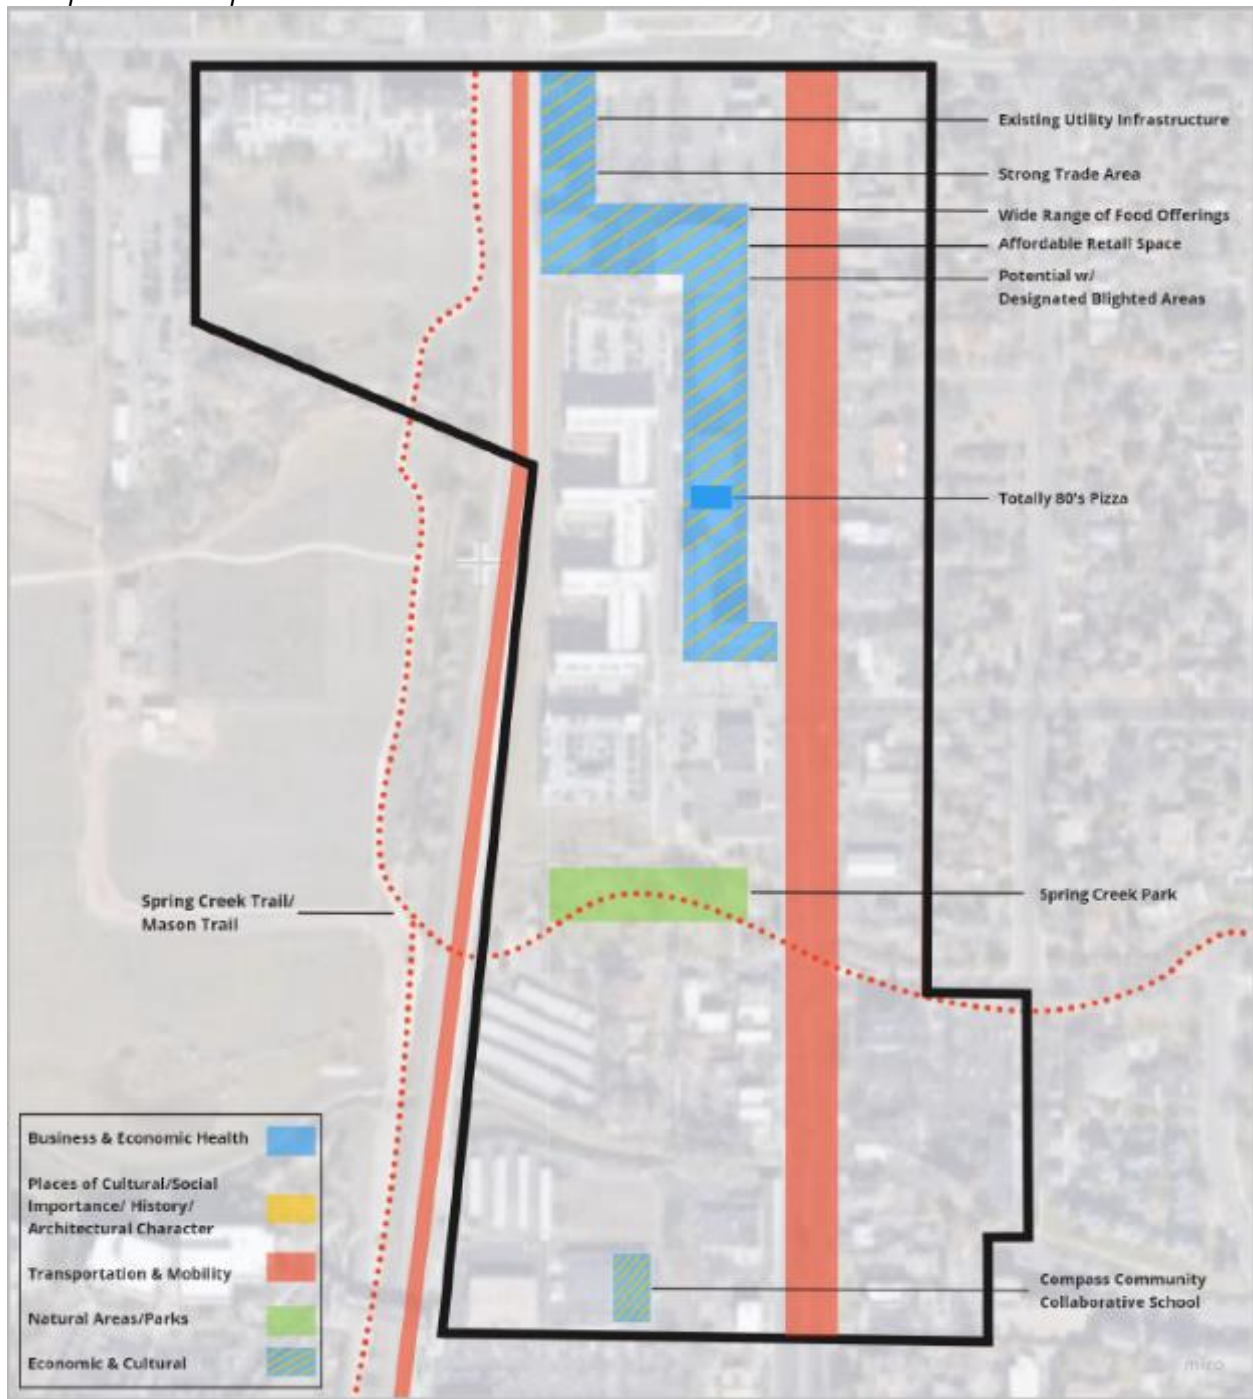 Existing Utility Infrastructure
Strong Trade Area
Wide Range of Food Offerings
Affordable Retail Space
Potential w/
Designated Blighted Areas
Totally 80's Pizza
Spring Creek Trail/
Mason Trail
Spring Creek Park
Business & Economic Health
Places of Cultural/Social
Importance/ History/
Architectural Character
Transportation & Mobility
Natural Areas/Parks
Economic & Cultural
Compass Community
Collaborative School
miro